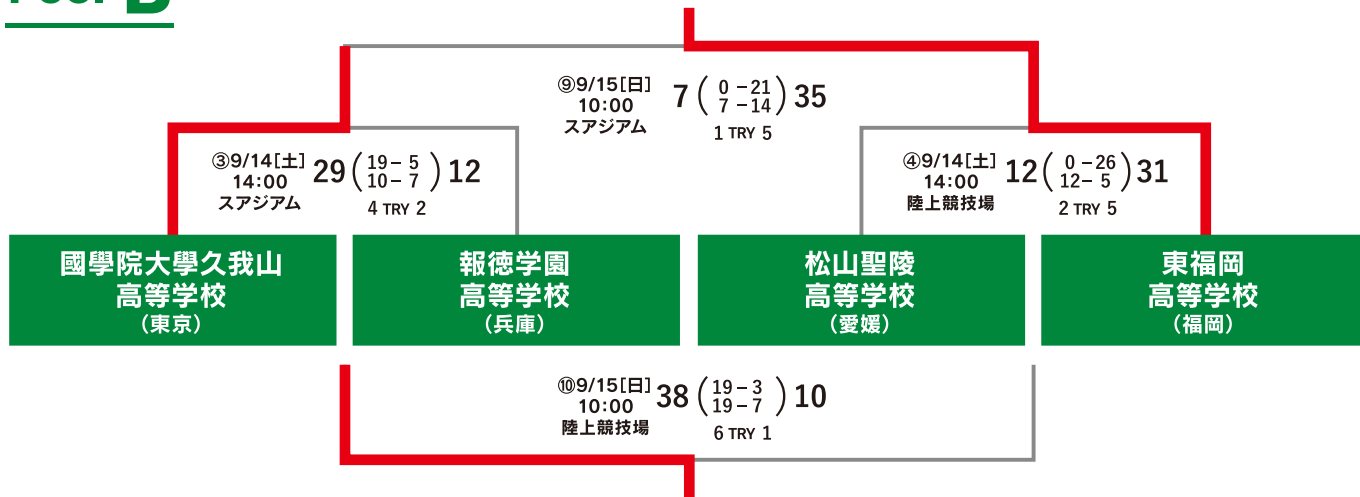 ⑨9/15[日]
10:00
スアジアム
7 ( 0 – 21
7 – 14 ) 35
1 TRY 5
③9/14[土]
14:00
スアジアム
29 ( 19 – 5
10 – 7 ) 12
4 TRY 2
④9/14[土]
14:00
陸上競技場
12 ( 0 – 26
12 – 5 ) 31
2 TRY 5
國學院大學久我山
高等学校
（東京）
報徳学園
高等学校
（兵庫）
松山聖陵
高等学校
（愛媛）
東福岡
高等学校
（福岡）
⑩9/15[日]
10:00
陸上競技場
38 ( 19 – 3
19 – 7 ) 10
6 TRY 1